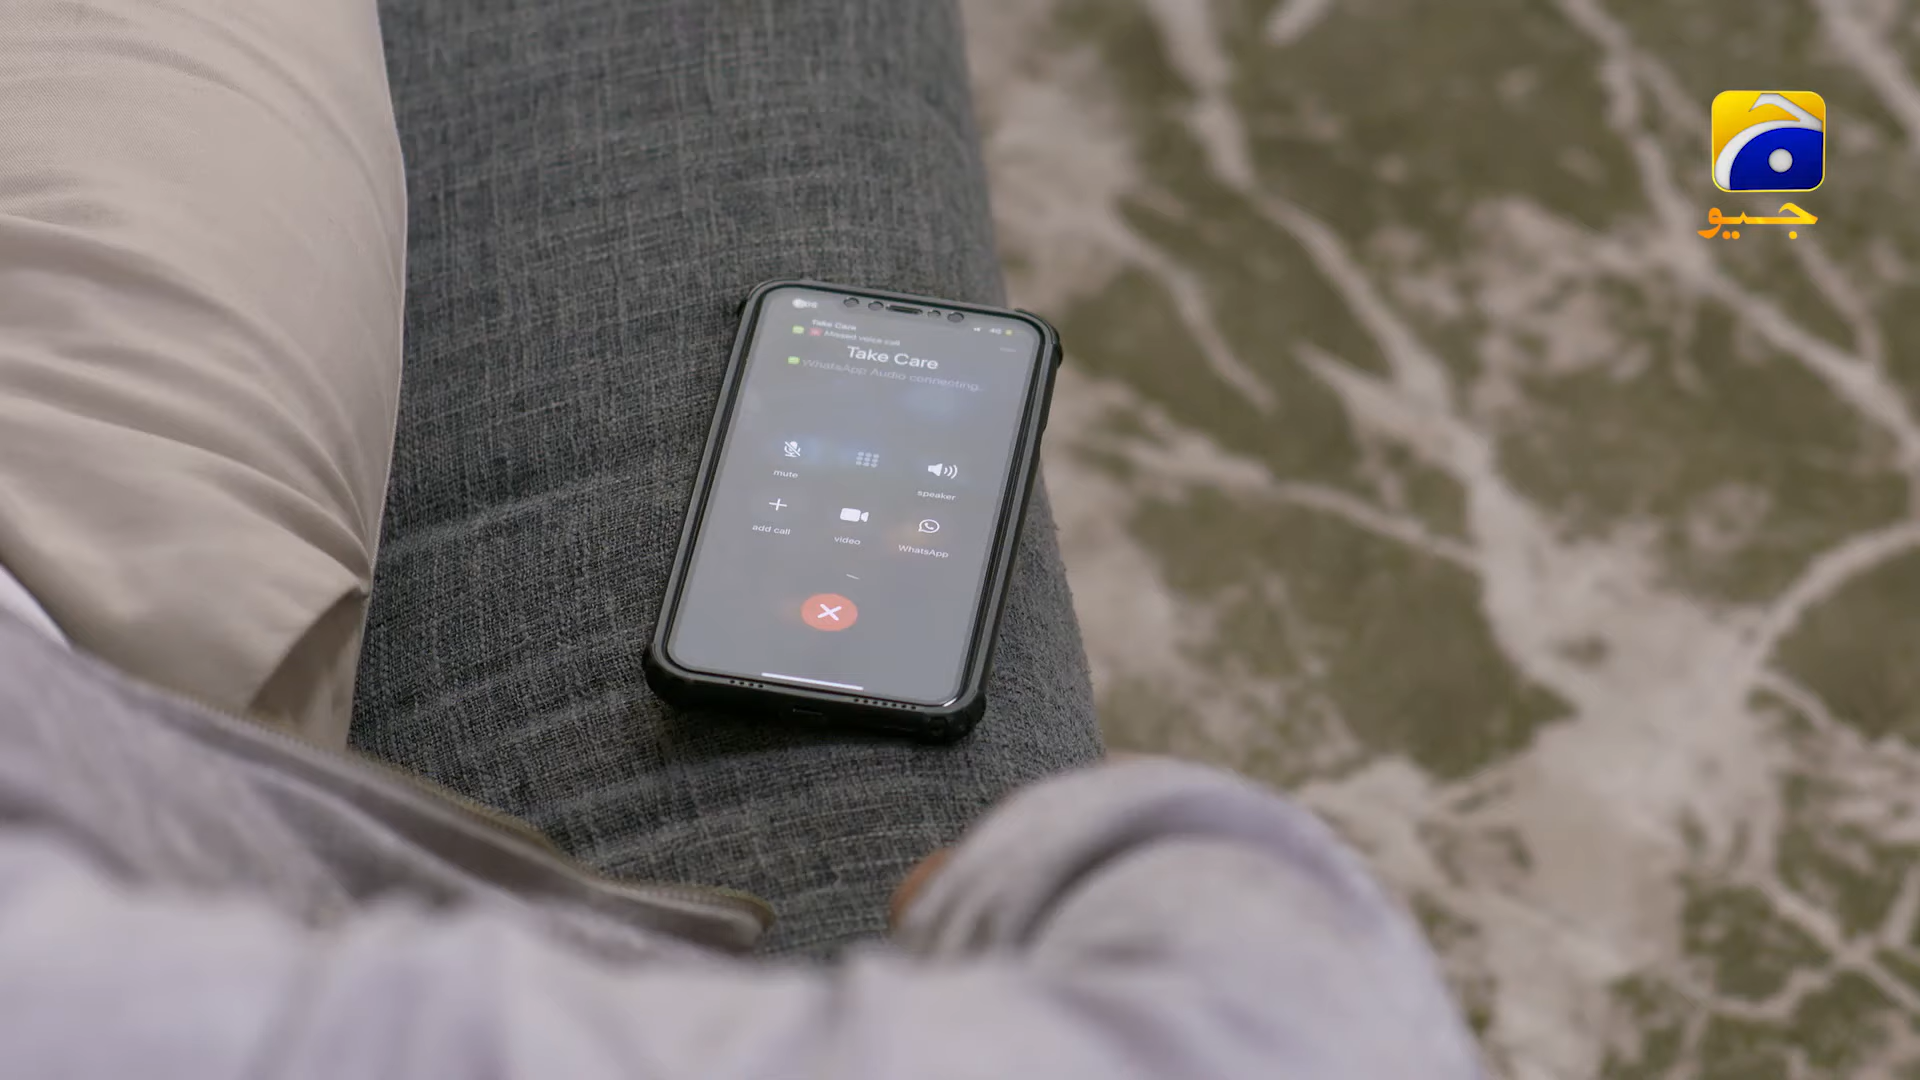 Take Care
Missed voice call
Take Care
WhatsApp Audio connecting...
mute
speaker
add call
video
WhatsApp
جیو